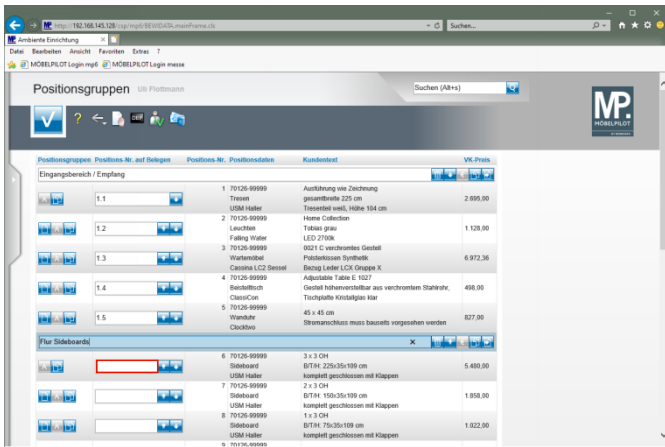 http://192.168.145.128/csp/mp6/BEWIDATA.mainFrame.cls
Suchen...
Ambiente Einrichtung
Datei Bearbeiten Ansicht Favoriten Extras ?
MÖBELPILOT Login mp6 MÖBELPILOT Login messe
Positionsgruppen Uli Flottmann
Suchen (Alt+s)
MP.
MÖBELPILOT
Positionsgruppen Positions-Nr. auf Belegen Positions-Nr. Positionsdaten Kundentext VK-Preis
Eingangsbereich / Empfang
1 70126-99999 Ausführung wie Zeichnung
1.1 Tresen gesamtbreite 225 cm 2.695,00
USM Haller Tresenteil weiß, Höhe 104 cm
2 70126-99999 Home Collection
1.2 Leuchten Tobias grau 1.128,00
Falling Water LED 2700k
3 70126-99999 0021 C verchromtes Gestell
1.3 Wartemöbel Polsterkissen Synthetik 6.972,36
Cassina LC2 Sessel Bezug Leder LCX Gruppe X
4 70126-99999 Adjustable Table E 1027
1.4 Beistelltisch Gestell höhenverstellbar aus verchromtem Stahlrohr, 498,00
ClassiCon Tischplatte Kristallglas klar
5 70126-99999 45 x 45 cm
1.5 Wanduhr Stromanschluss muss bauseits vorgesehen werden 827,00
Clocktwo
Flur Sideboards
6 70126-99999 3 x 3 OH
Sideboard B/T/H: 225x35x109 cm 5.480,00
USM Haller komplett geschlossen mit Klappen
7 70126-99999 2 x 3 OH
Sideboard B/T/H: 150x35x109 cm 1.858,00
USM Haller komplett geschlossen mit Klappen
8 70126-99999 1 x 3 OH
Sideboard B/T/H: 75x35x109 cm 1.022,00
USM Haller komplett geschlossen mit Klappen
9 70126-99999